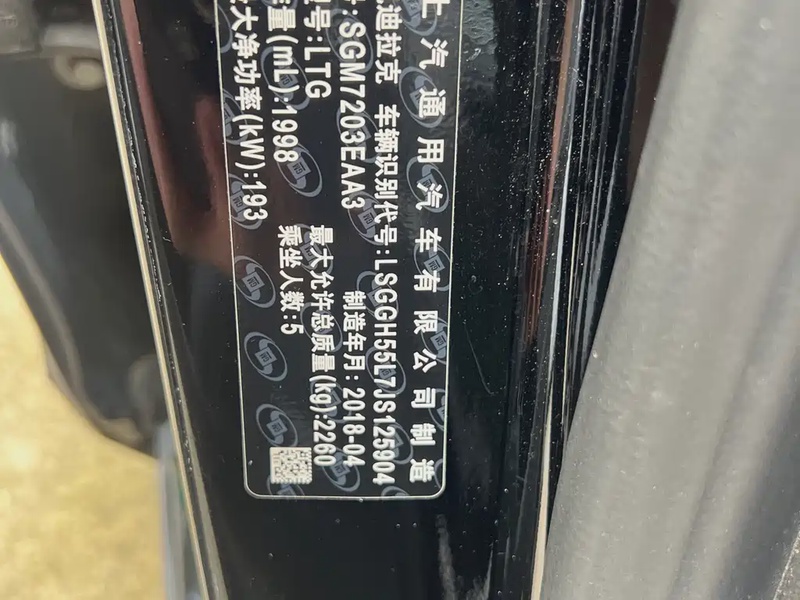 上汽通用汽车有限公司制造
迪拉克 车辆识别代号:LSGGH55L7JS125904
:SGM7203EAA3 制造年月:2018-04
号:LTG 最大允许总质量(kg):2260
量(mL):1998 乘坐人数:5
大净功率(kW):193